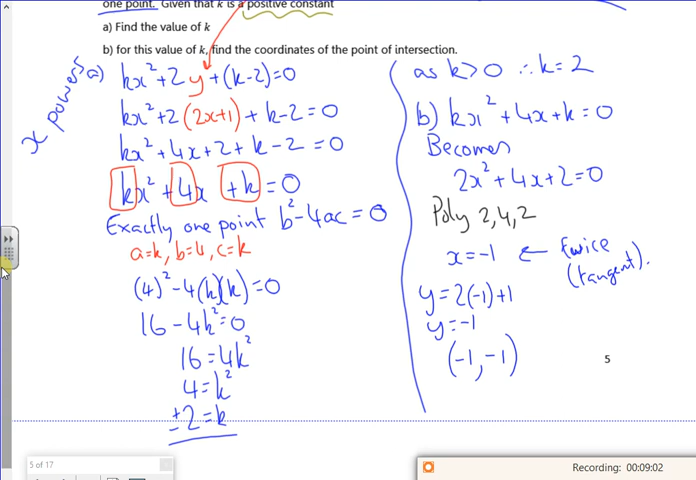 one point. Given that k is a positive constant
a) Find the value of k
b) for this value of k, find the coordinates of the point of intersection.
x powers
a) kx²+2y+(k-2)=0
kx²+2(2x+1)+k-2=0
kx²+4x+2+k-2=0
kx²+4x+k=0
Exactly one point b²-4ac=0
a=k, b=4, c=k
(4)²-4(k)(k)=0
16-4k²=0
16=4k²
4=k²
±2=k
as k>0 ∴ k=2
b) kx²+4x+k=0
Becomes
2x²+4x+2=0
Poly 2,4,2
x=-1 ← twice
(tangent).
y=2(-1)+1
y=-1
(-1,-1)
5
5 of 17
Recording: 00:09:02